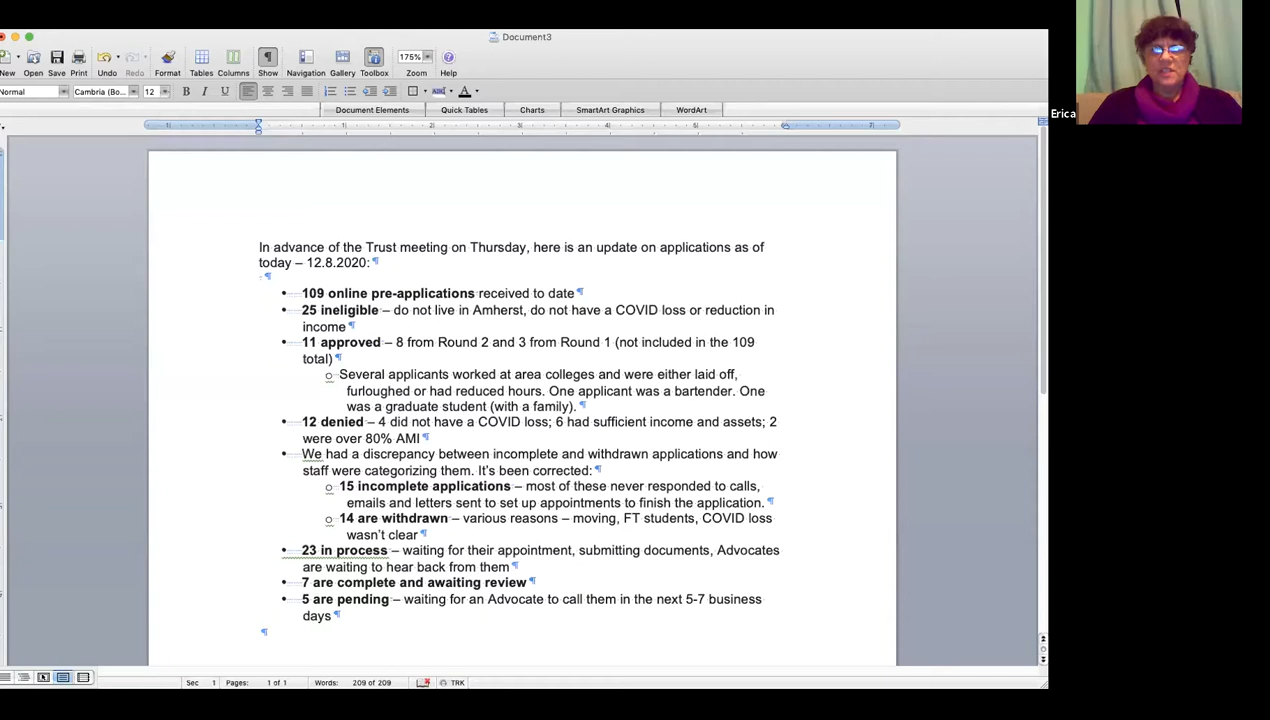 Document3
New Open Save Print Undo Redo Format Tables Columns Show Navigation Gallery Toolbox 175% Zoom Help
Normal Cambria (Bo... 12 B I U
Document Elements Quick Tables Charts SmartArt Graphics WordArt
Erica
In advance of the Trust meeting on Thursday, here is an update on applications as of
today – 12.8.2020:
• 109 online pre-applications received to date
• 25 ineligible – do not live in Amherst, do not have a COVID loss or reduction in
income
• 11 approved – 8 from Round 2 and 3 from Round 1 (not included in the 109
total)
o Several applicants worked at area colleges and were either laid off,
furloughed or had reduced hours. One applicant was a bartender. One
was a graduate student (with a family).
• 12 denied – 4 did not have a COVID loss; 6 had sufficient income and assets; 2
were over 80% AMI
• We had a discrepancy between incomplete and withdrawn applications and how
staff were categorizing them. It's been corrected:
o 15 incomplete applications – most of these never responded to calls,
emails and letters sent to set up appointments to finish the application.
o 14 are withdrawn – various reasons – moving, FT students, COVID loss
wasn't clear
• 23 in process – waiting for their appointment, submitting documents, Advocates
are waiting to hear back from them
• 7 are complete and awaiting review
• 5 are pending – waiting for an Advocate to call them in the next 5-7 business
days
Sec 1 Pages: 1 of 1 Words: 209 of 209 TRK